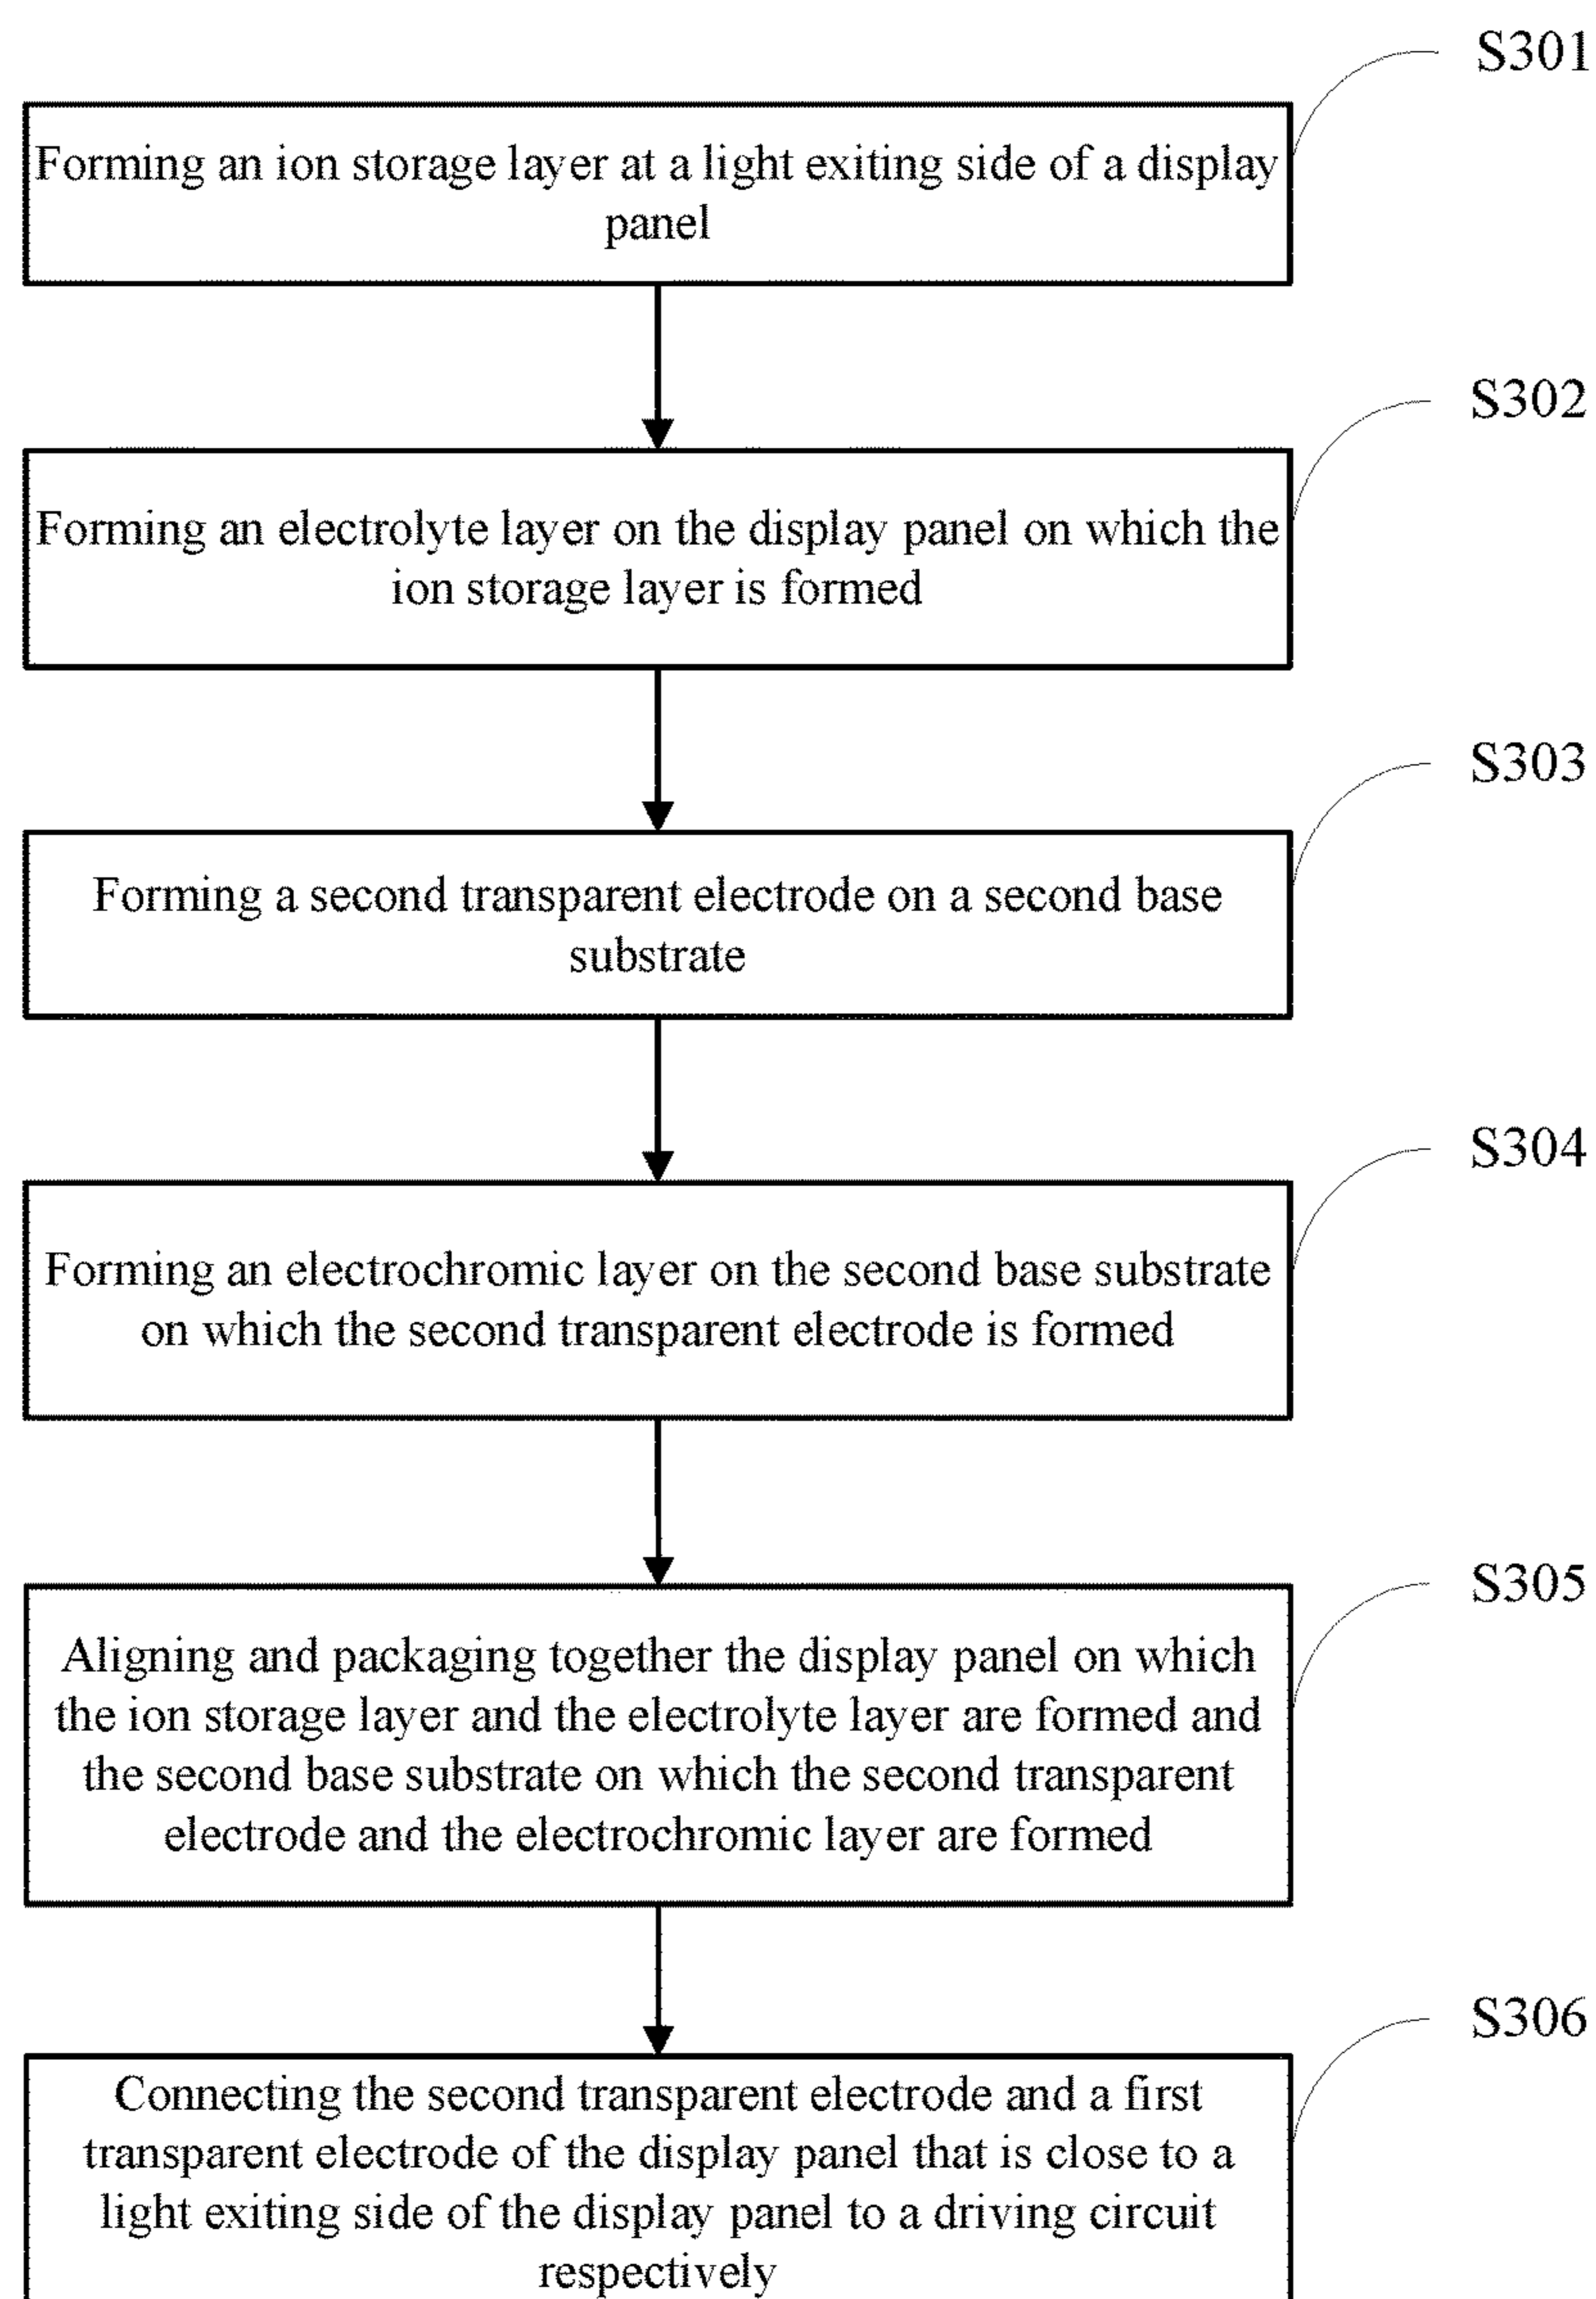 S301
Forming an ion storage layer at a light exiting side of a display
panel
S302
Forming an electrolyte layer on the display panel on which the
ion storage layer is formed
S303
Forming a second transparent electrode on a second base
substrate
S304
Forming an electrochromic layer on the second base substrate
on which the second transparent electrode is formed
S305
Aligning and packaging together the display panel on which
the ion storage layer and the electrolyte layer are formed and
the second base substrate on which the second transparent
electrode and the electrochromic layer are formed
S306
Connecting the second transparent electrode and a first
transparent electrode of the display panel that is close to a
light exiting side of the display panel to a driving circuit
respectively